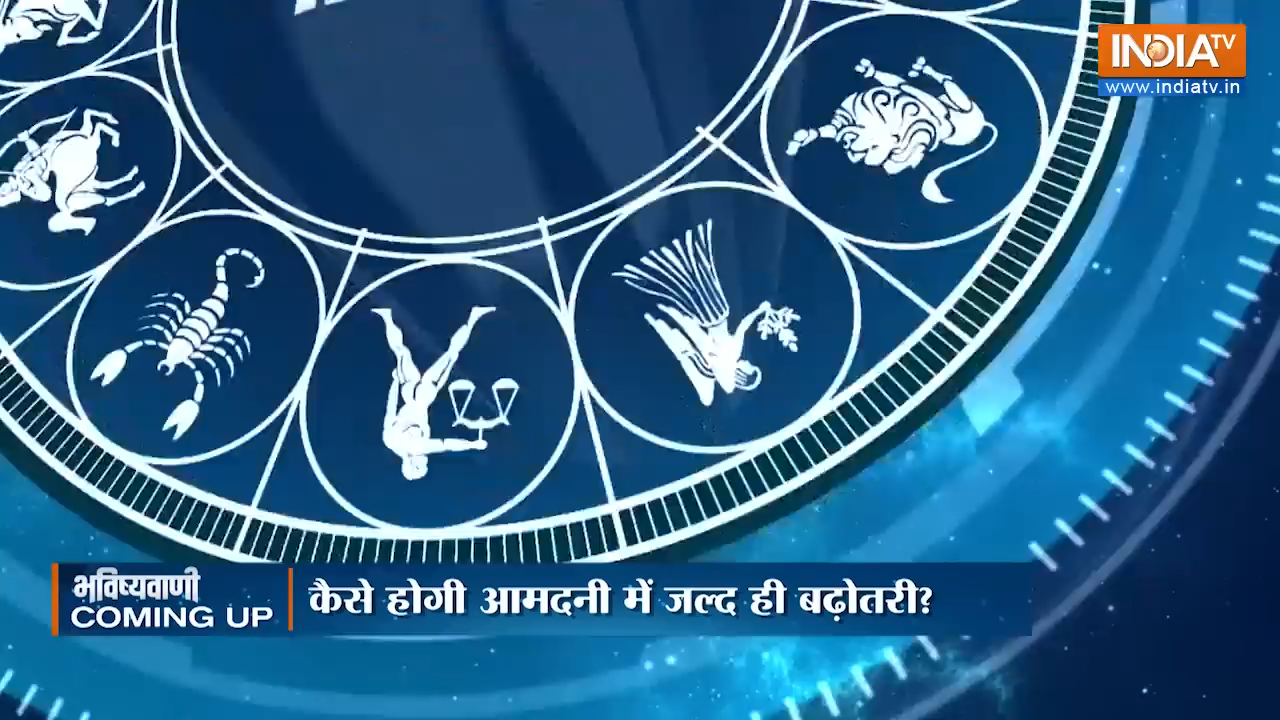 INDIA TV
www.indiatv.in
भविष्यवाणी
COMING UP
कैसे होगी आमदनी में जल्द ही बढ़ोतरी?